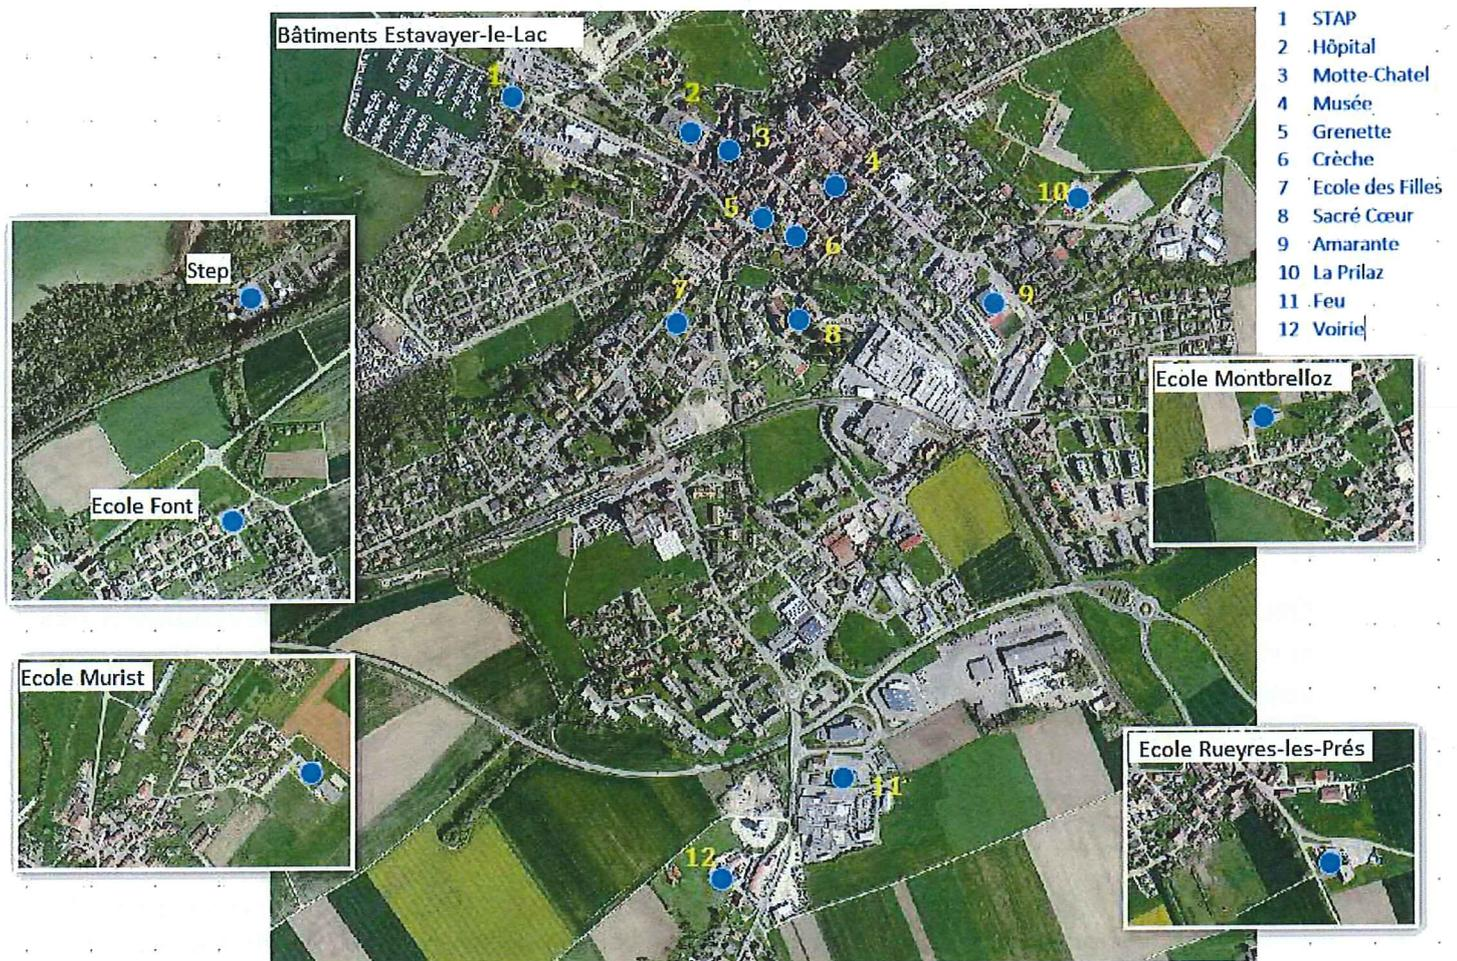 Bâtiments Estavayer-le-Lac
1 STAP
2 Hôpital
3 Motte-Chatel
4 Musée
5 Grenette
6 Crèche
7 Ecole des Filles
8 Sacré Cœur
9 Amarante
10 La Prilaz
11 Feu
12 Voirie
1
2
3
4
5
6
7
8
9
10
11
12
Step
Ecole Font
Ecole Montbrelloz
Ecole Murist
Ecole Rueyres-les-Prés